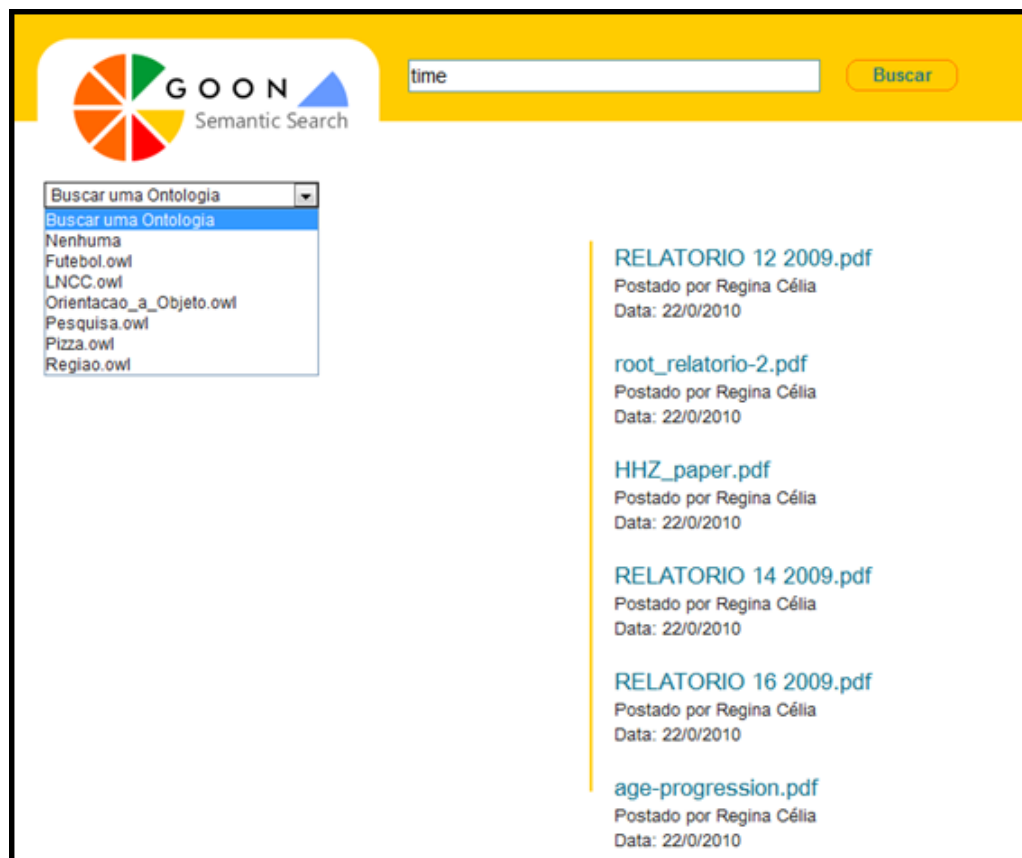 GOON
Semantic Search
time
Buscar
Buscar uma Ontologia
Buscar uma Ontologia
Nenhuma
Futebol.owl
LNCC.owl
Orientacao_a_Objeto.owl
Pesquisa.owl
Pizza.owl
Regiao.owl
RELATORIO 12 2009.pdf
Postado por Regina Célia
Data: 22/0/2010
root_relatorio-2.pdf
Postado por Regina Célia
Data: 22/0/2010
HHZ_paper.pdf
Postado por Regina Célia
Data: 22/0/2010
RELATORIO 14 2009.pdf
Postado por Regina Célia
Data: 22/0/2010
RELATORIO 16 2009.pdf
Postado por Regina Célia
Data: 22/0/2010
age-progression.pdf
Postado por Regina Célia
Data: 22/0/2010